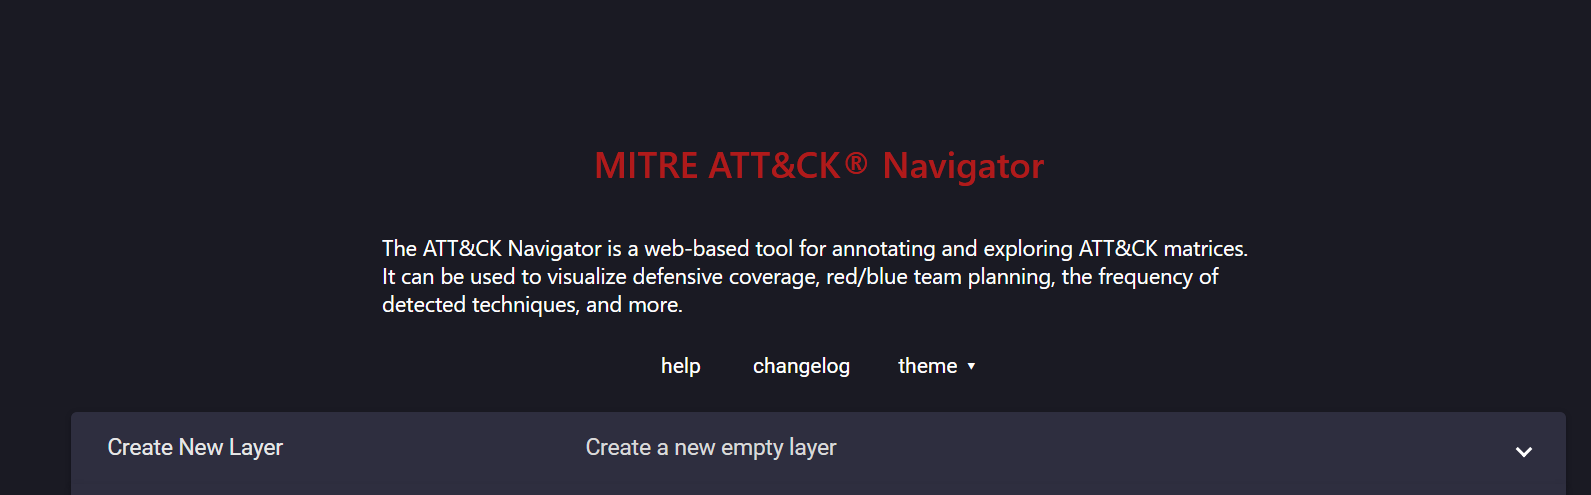 MITRE ATT&CK® Navigator
The ATT&CK Navigator is a web-based tool for annotating and exploring ATT&CK matrices.
It can be used to visualize defensive coverage, red/blue team planning, the frequency of
detected techniques, and more.
help changelog theme ▾
Create New Layer Create a new empty layer